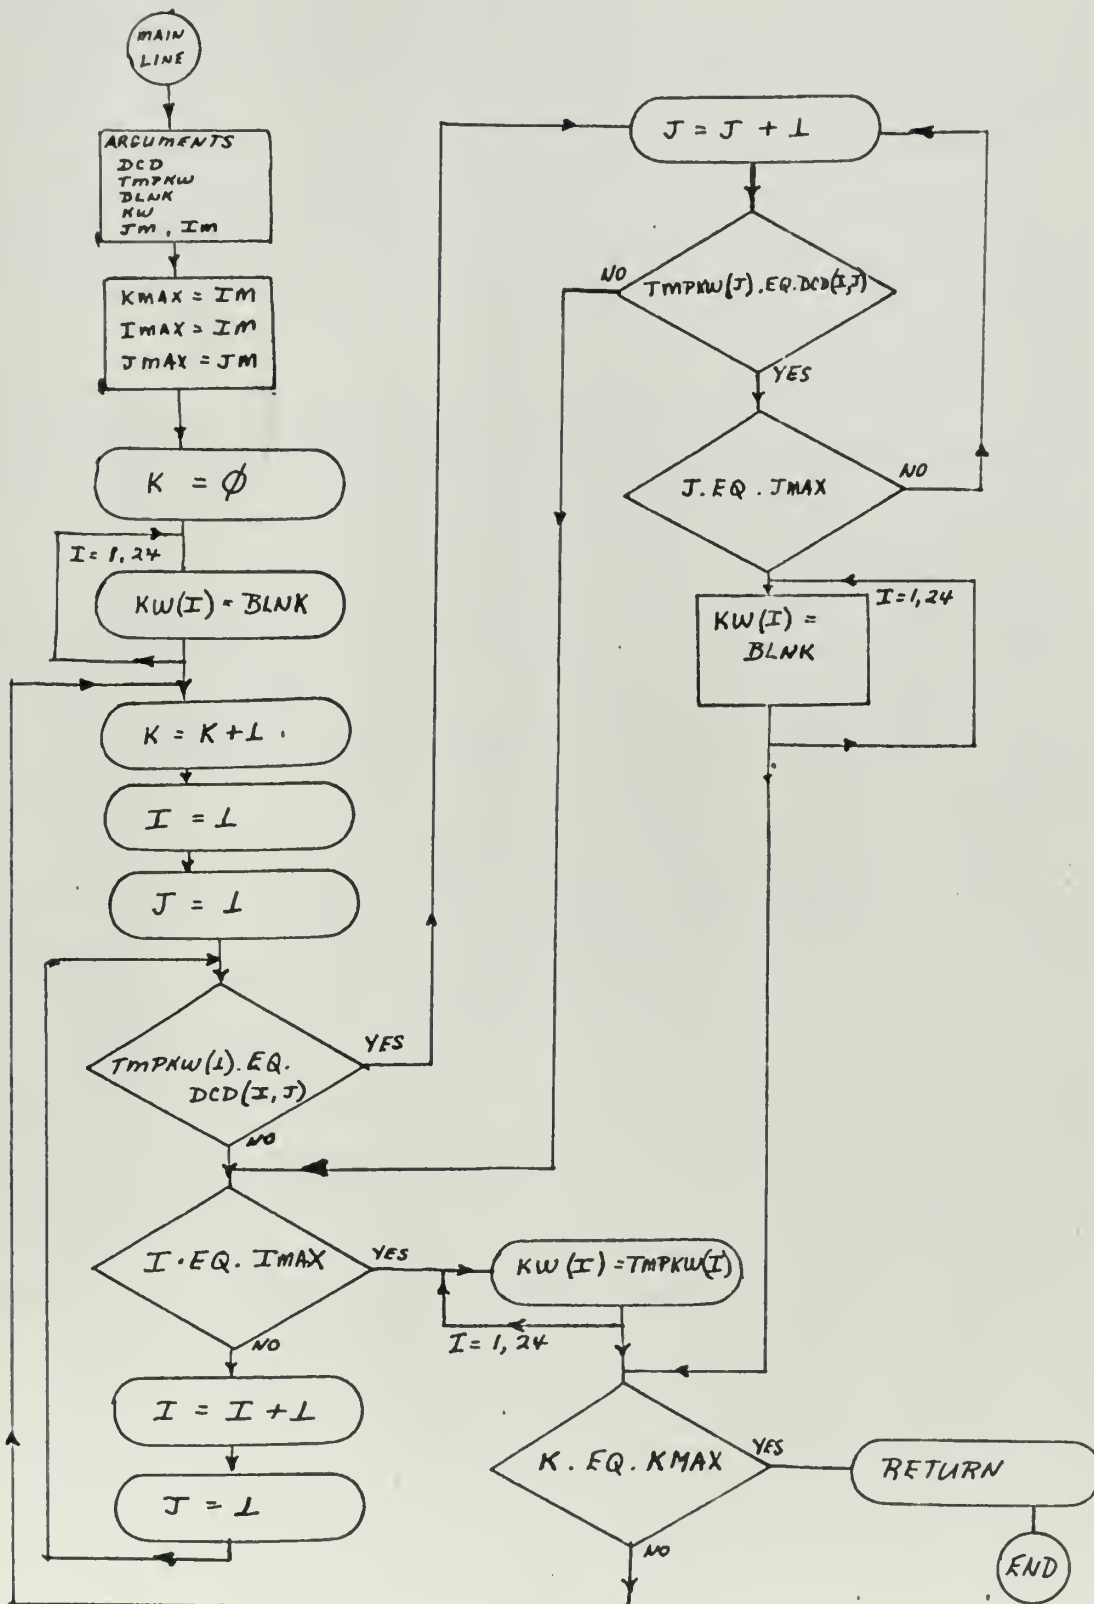 MAIN
LINE
ARGUMENTS
DCD
TMPKW
BLNK
KW
JM, IM
KMAX = IM
IMAX = IM
JMAX = JM
K = Ø
I = 1, 24
KW(I) = BLNK
K = K + 1
I = 1
J = 1
TMPKW(1).EQ.
DCD(I,J)
YES
NO
I.EQ.IMAX
YES
NO
I = I + 1
J = 1
J = J + 1
TMPKW(J).EQ.DCD(I,J)
NO
YES
J.EQ.JMAX
NO
I = 1, 24
KW(I) =
BLNK
KW(I) = TMPKW(I)
I = 1, 24
K.EQ.KMAX
YES
NO
RETURN
END